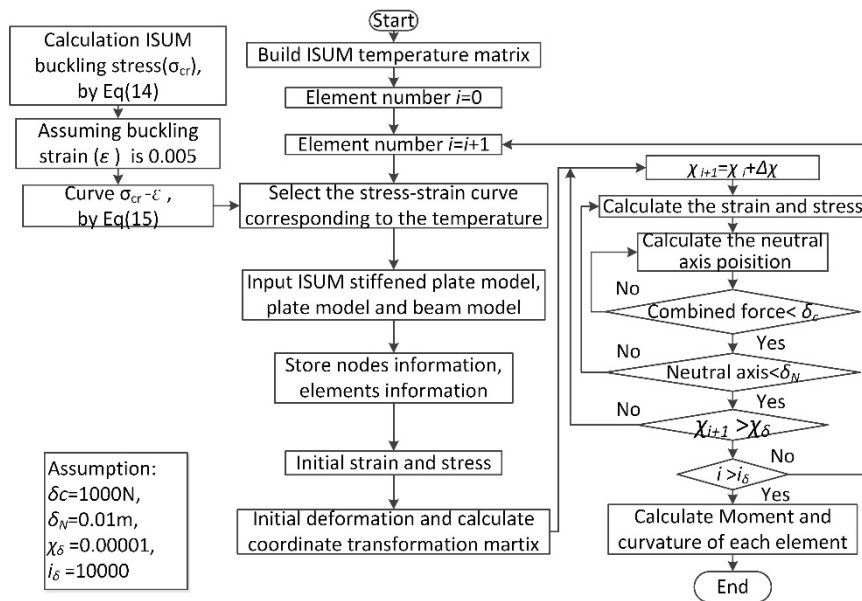 Start
Build ISUM temperature matrix
Element number i=0
Element number i=i+1
Calculation ISUM
buckling stress(σcr),
by Eq(14)
Assuming buckling
strain (ε ) is 0.005
Curve σcr-ε ,
by Eq(15)
Select the stress-strain curve
corresponding to the temperature
Input ISUM stiffened plate model,
plate model and beam model
Store nodes information,
elements information
Initial strain and stress
Initial deformation and calculate
coordinate transformation martix
Assumption:
δc=1000N,
δN=0.01m,
χδ =0.00001,
iδ =10000
χi+1=χi+Δχ
Calculate the strain and stress
Calculate the neutral
axis poisition
No
Combined force< δc
Yes
No
Neutral axis<δN
Yes
No
χi+1 >χδ
No
i >iδ
Yes
Calculate Moment and
curvature of each element
End